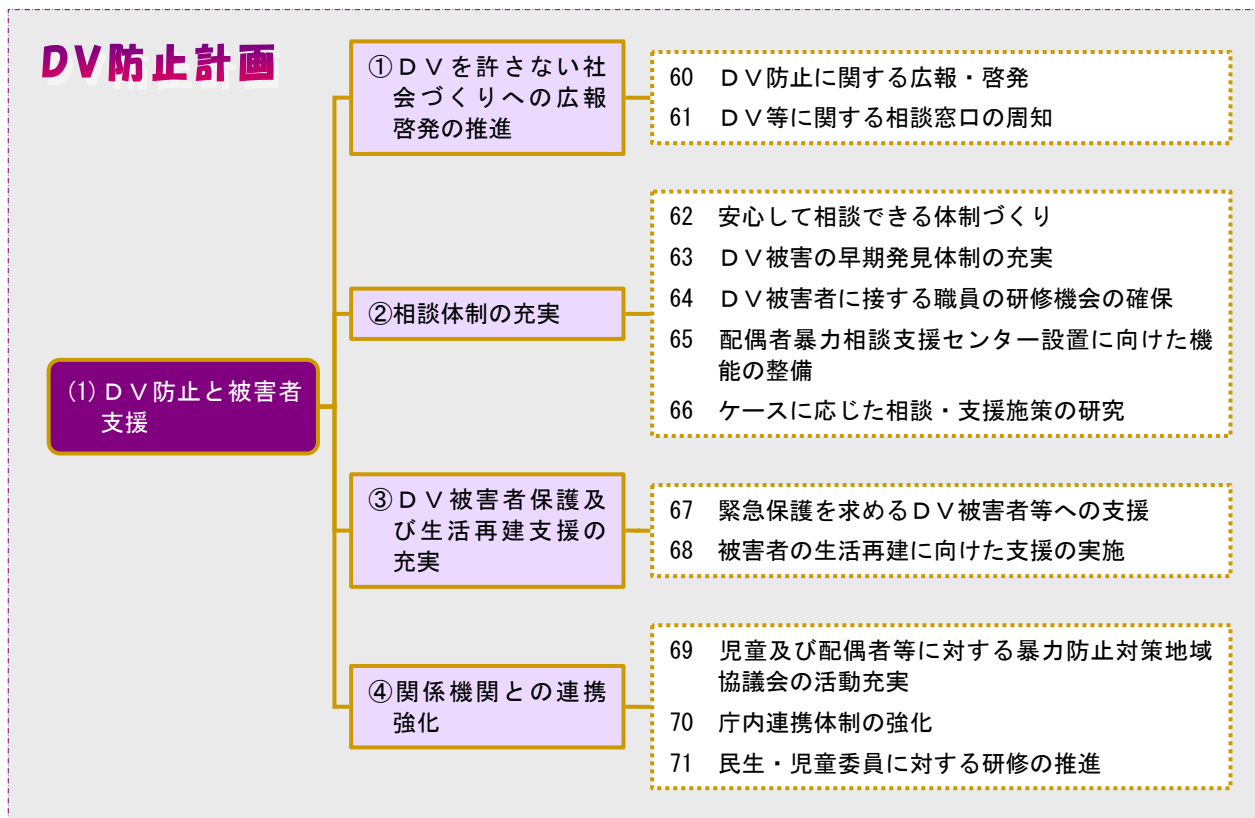 DV防止計画
(1)ＤＶ防止と被害者
支援
①ＤＶを許さない社
会づくりへの広報
啓発の推進
60 ＤＶ防止に関する広報・啓発
61 ＤＶ等に関する相談窓口の周知
②相談体制の充実
62 安心して相談できる体制づくり
63 ＤＶ被害の早期発見体制の充実
64 ＤＶ被害者に接する職員の研修機会の確保
65 配偶者暴力相談支援センター設置に向けた機
能の整備
66 ケースに応じた相談・支援施策の研究
③ＤＶ被害者保護及
び生活再建支援の
充実
67 緊急保護を求めるＤＶ被害者等への支援
68 被害者の生活再建に向けた支援の実施
④関係機関との連携
強化
69 児童及び配偶者等に対する暴力防止対策地域
協議会の活動充実
70 庁内連携体制の強化
71 民生・児童委員に対する研修の推進